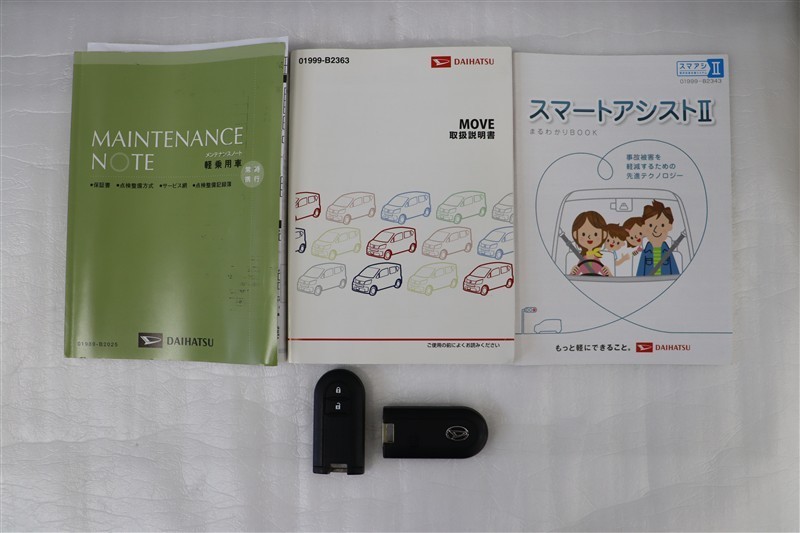 MAINTENANCE
NOTE
メンテナンスノート
軽乗用車
•保証書 •点検整備方式 •サービス網 •点検整備記録簿
01999-B2025
DAIHATSU
01999-B2363
DAIHATSU
MOVE
取扱説明書
ご使用の前によくお読みください
スマアシ
II
01999-B2343
スマートアシストII
まるわかりBOOK
事故被害を
軽減するための
先進テクノロジー
もっと軽にできること。 DAIHATSU